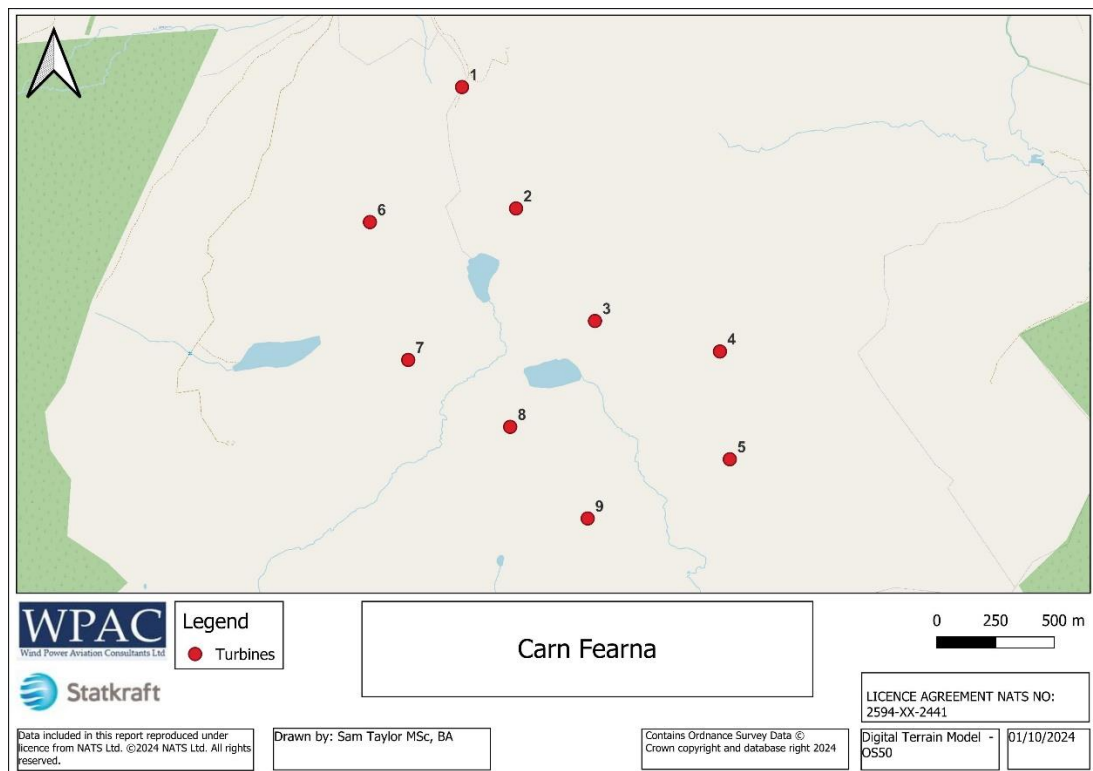 1
2
6
3
4
7
8
5
9
WPAC
Wind Power Aviation Consultants Ltd
Statkraft
Legend
Turbines
Carn Fearna
0 250 500 m
LICENCE AGREEMENT NATS NO:
2594-XX-2441
Data included in this report reproduced under
licence from NATS Ltd. ©2024 NATS Ltd. All rights
reserved.
Drawn by: Sam Taylor MSc, BA
Contains Ordnance Survey Data ©
Crown copyright and database right 2024
Digital Terrain Model -
OS50
01/10/2024